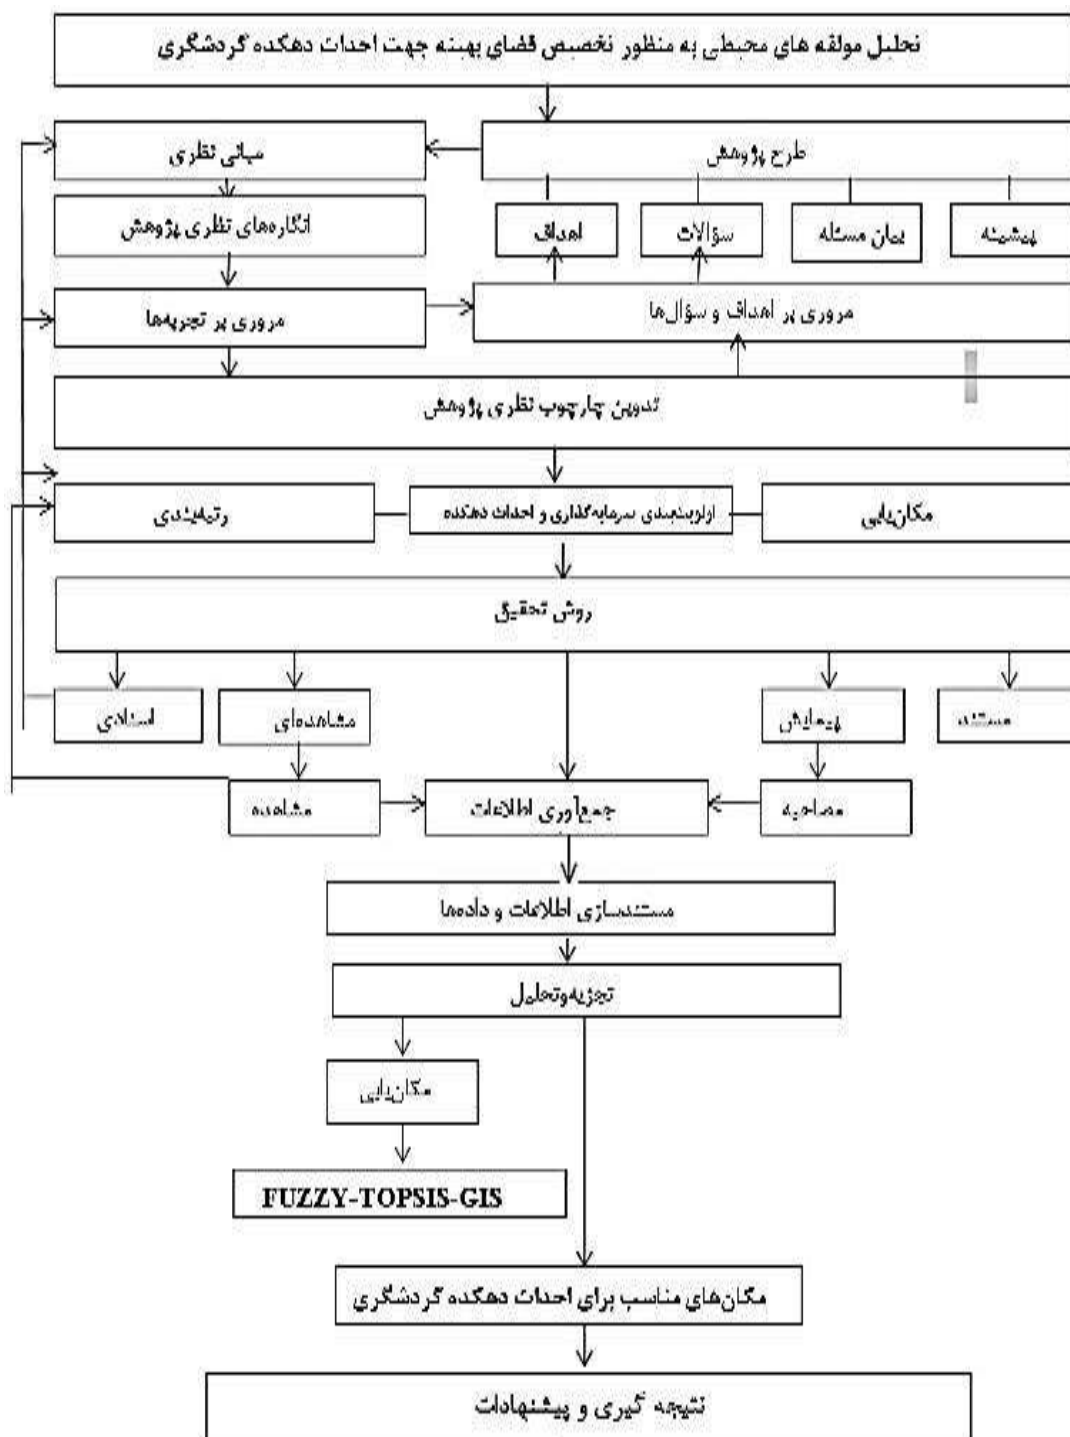 تحلیل مولفه های محیطی به منظور تخصیص فضای بهینه جهت احداث دهکده گردشگری
طرح پژوهش
مبانی نظری
پیشینه
بیان مسئله
سؤالات
اهداف
انگاره‌های نظری پژوهش
مروری بر اهداف و سؤال‌ها
مروری بر تجربه‌ها
تدوین چارچوب نظری پژوهش
مکان‌یابی
اولویت‌بندی سرمایه‌گذاری و احداث دهکده
رتبه‌بندی
روش تحقیق
مستند
پیمایش
مشاهده‌ای
اسنادی
مصاحبه
جمع‌آوری اطلاعات
مشاهده
مستندسازی اطلاعات و داده‌ها
تجزیه‌وتحلیل
مکان‌یابی
FUZZY-TOPSIS-GIS
مکان‌های مناسب برای احداث دهکده گردشگری
نتیجه گیری و پیشنهادات